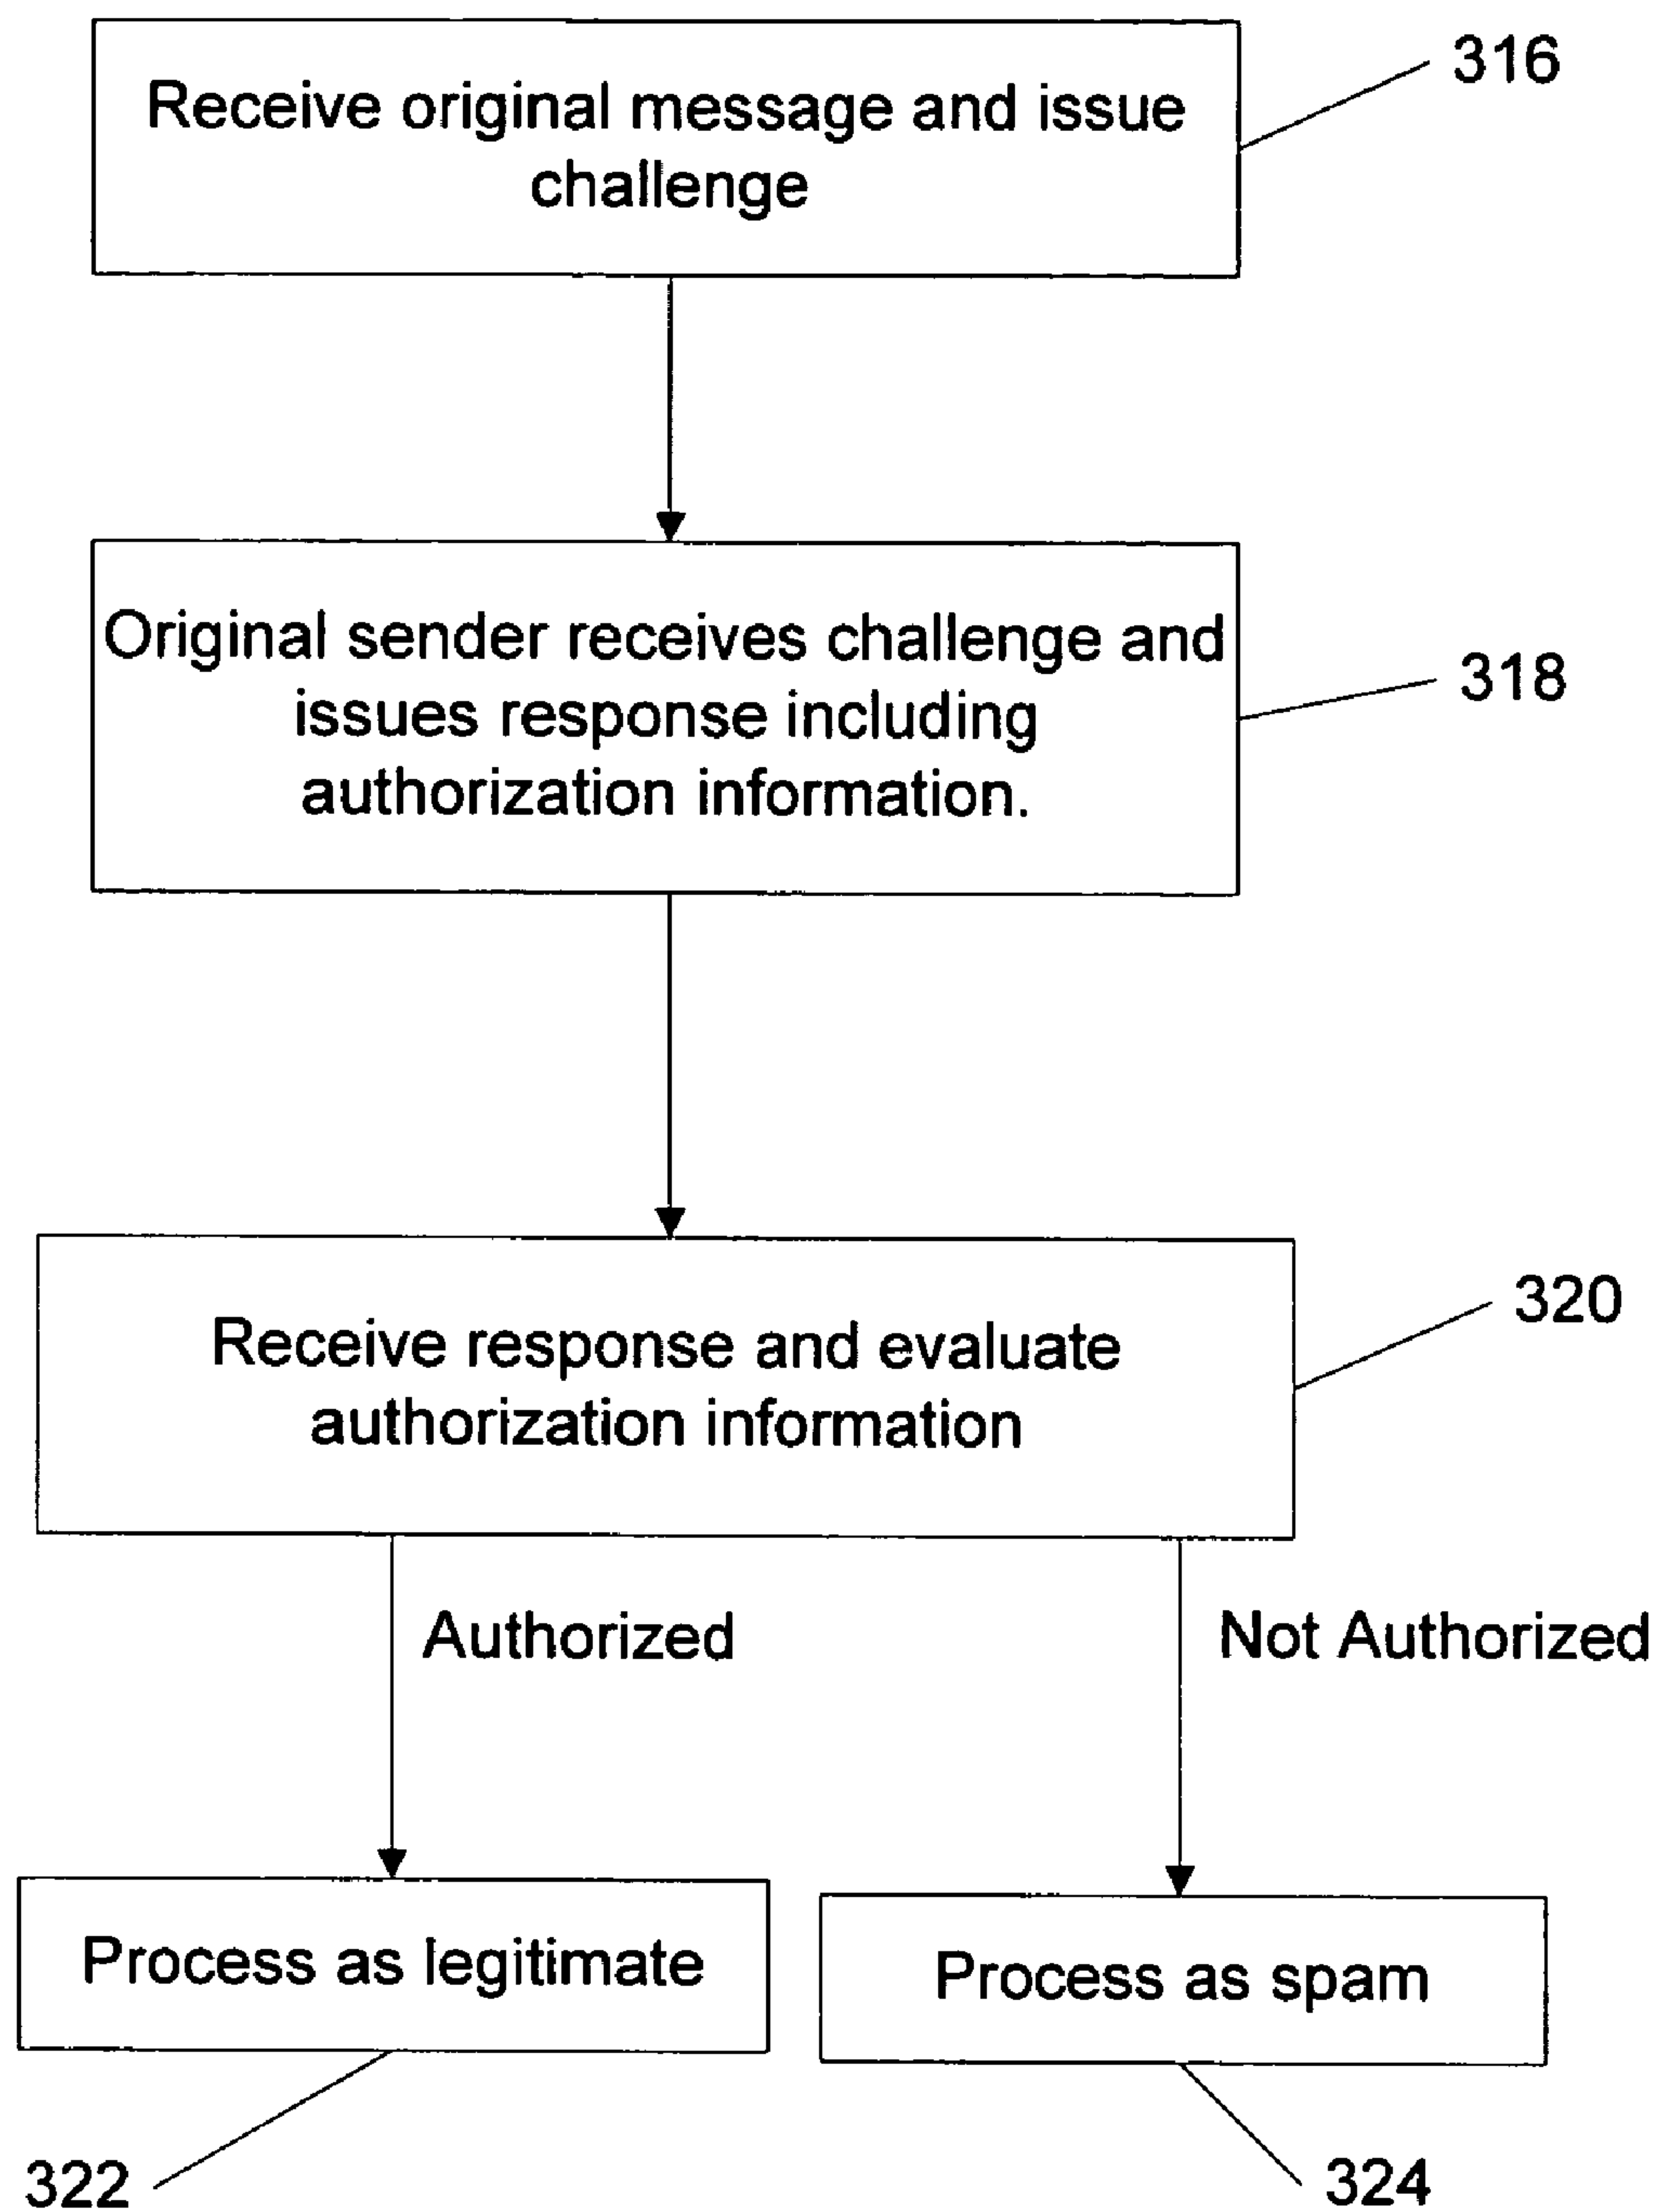 Receive original message and issue
challenge
316
Original sender receives challenge and
issues response including
authorization information.
318
Receive response and evaluate
authorization information
320
Authorized
Not Authorized
Process as legitimate
Process as spam
322
324